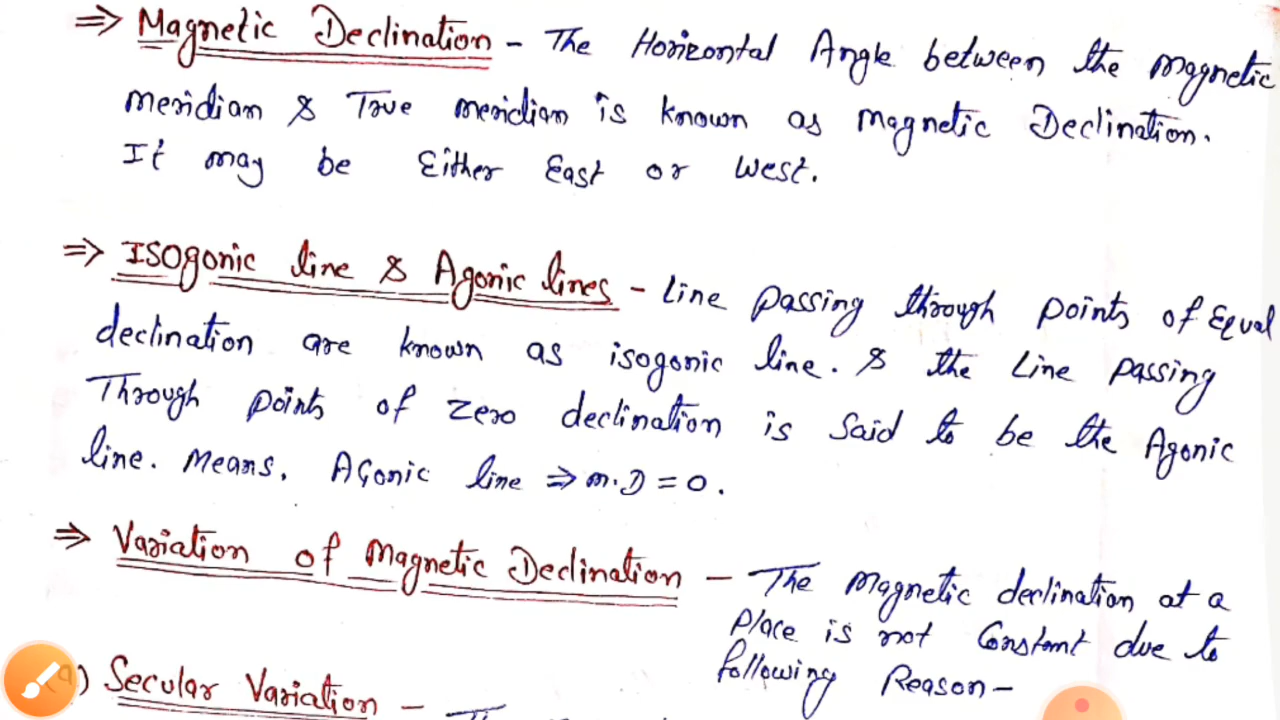 ⇒ Magnetic Declination - The Horizontal Angle between the magnetic
meridian & True meridian is known as magnetic Declination.
It may be Either East or West.
⇒ ISOgonic line & Agonic lines - Line passing through points of Equal
declination are known as isogonic line. & the Line passing
Through points of zero declination is said to be the Agonic
line. Means, AGonic line ⇒ m.D = 0.
⇒ Variation of Magnetic Declination - The magnetic declination at a
place is not Constant due to
following Reason-
a) Secular Variation -